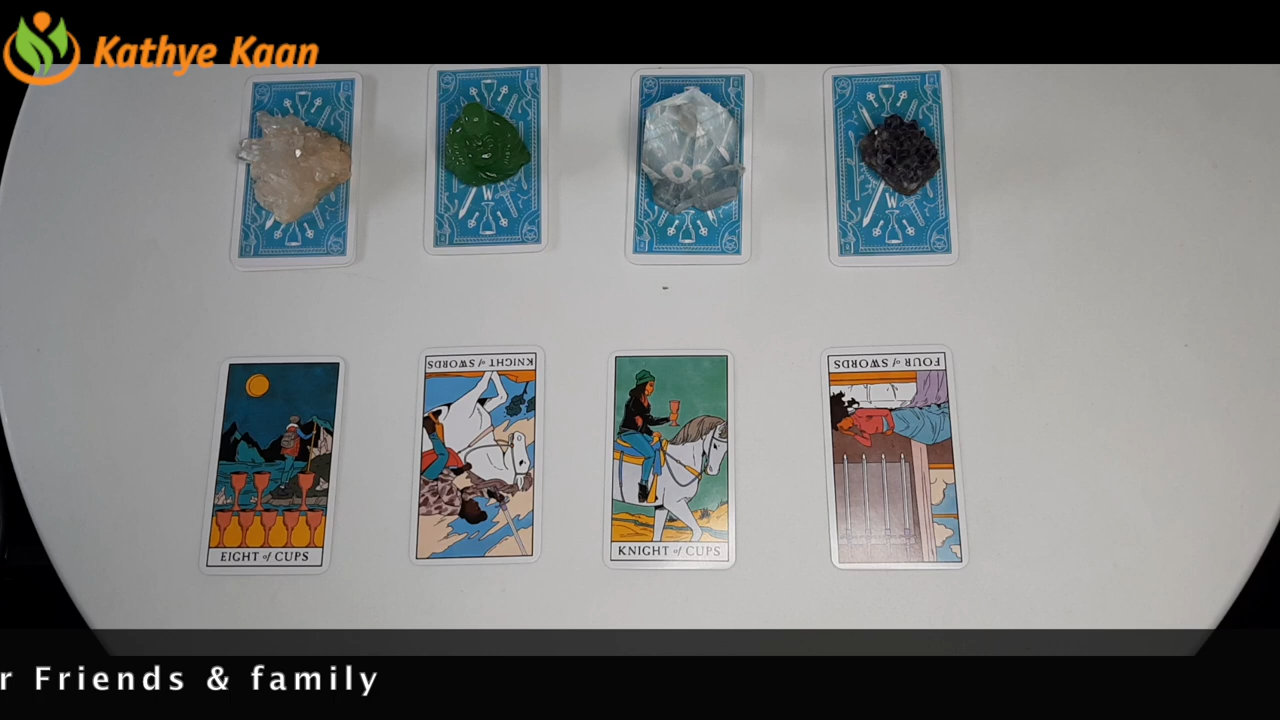 Kathye Kaan
W
W
EIGHT of CUPS
KNIGHT of SWORDS
KNIGHT of CUPS
FOUR of SWORDS
r Friends & family